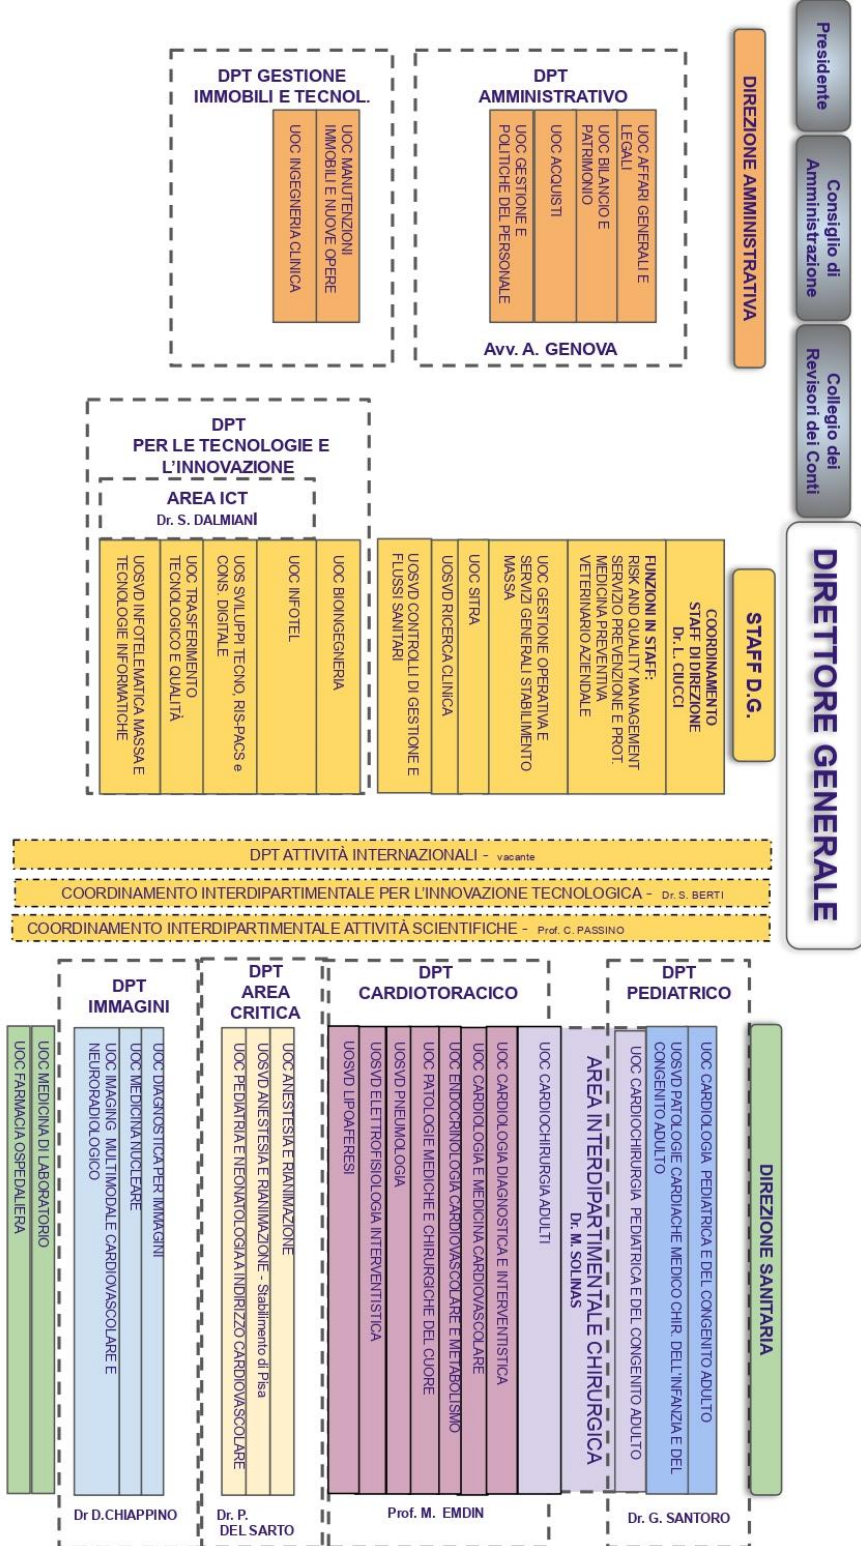 Presidente
Consiglio di
Amministrazione
Collegio dei
Revisori dei Conti
DIRETTORE GENERALE
DIREZIONE AMMINISTRATIVA
DPT
AMMINISTRATIVO
UOC AFFARI GENERALI E
LEGALI
UOC BILANCIO E
PATRIMONIO
UOC ACQUISTI
UOC GESTIONE E
POLITICHE DEL PERSONALE
Avv. A. GENOVA
DPT GESTIONE
IMMOBILI E TECNOL.
UOC MANUTENZIONI
IMMOBILI E NUOVE OPERE
UOC INGEGNERIA CLINICA
STAFF D.G.
COORDINAMENTO
STAFF DI DIREZIONE
Dr. L. CIUCCI
FUNZIONI IN STAFF:
RISK AND QUALITY MANAGEMENT
SERVIZIO PREVENZIONE E PROT.
MEDICINA PREVENTIVA
VETERINARIO AZIENDALE
UOC GESTIONE OPERATIVA E
SERVIZI GENERALI STABILIMENTO
MASSA
UOC SITRA
UOSVD RICERCA CLINICA
UOSVD CONTROLLI DI GESTIONE E
FLUSSI SANITARI
DPT
PER LE TECNOLOGIE E
L'INNOVAZIONE
AREA ICT
Dr. S. DALMIANI
UOC BIOINGEGNERIA
UOC INFOTEL
UOS SVILUPPI TECNO, RIS-PACS e
CONS. DIGITALE
UOC TRASFERIMENTO
TECNOLOGICO E QUALITÀ
UOSVD INFOTELEMATICA MASSA E
TECNOLOGIE INFORMATICHE
DPT ATTIVITÀ INTERNAZIONALI - vacante
COORDINAMENTO INTERDIPARTIMENTALE PER L'INNOVAZIONE TECNOLOGICA - Dr. S. BERTI
COORDINAMENTO INTERDIPARTIMENTALE ATTIVITÀ SCIENTIFICHE - Prof. C. PASSINO
DIREZIONE SANITARIA
DPT
PEDIATRICO
UOC CARDIOLOGIA PEDIATRICA E DEL CONGENITO ADULTO
UOSVD PATOLOGIE CARDIACHE MEDICO CHIR. DELL'INFANZIA E DEL
CONGENITO ADULTO
UOC CARDIOCHIRURGIA PEDIATRICA E DEL CONGENITO ADULTO
Dr. G. SANTORO
AREA INTERDIPARTIMENTALE CHIRURGICA
Dr. M. SOLINAS
DPT
CARDIOTORACICO
UOC CARDIOCHIRURGIA ADULTI
UOC CARDIOLOGIA DIAGNOSTICA E INTERVENTISTICA
UOC CARDIOLOGIA E MEDICINA CARDIOVASCOLARE
UOC ENDOCRINOLOGIA CARDIOVASCOLARE E METABOLISMO
UOC PATOLOGIE MEDICHE E CHIRURGICHE DEL CUORE
UOSVD PNEUMOLOGIA
UOSVD ELETTROFISIOLOGIA INTERVENTISTICA
UOSVD LIPOAFERESI
Prof. M. EMDIN
DPT
AREA
CRITICA
UOC ANESTESIA E RIANIMAZIONE
UOSVD ANESTESIA E RIANIMAZIONE - Stabilimento di Pisa
UOC PEDIATRIA E NEONATOLOGIA A INDIRIZZO CARDIOVASCOLARE
Dr. P.
DEL SARTO
DPT
IMMAGINI
UOC DIAGNOSTICA PER IMMAGINI
UOC MEDICINA NUCLEARE
UOC IMAGING MULTIMODALE CARDIOVASCOLARE E
NEURORADIOLOGICO
Dr D.CHIAPPINO
UOC MEDICINA DI LABORATORIO
UOC FARMACIA OSPEDALIERA